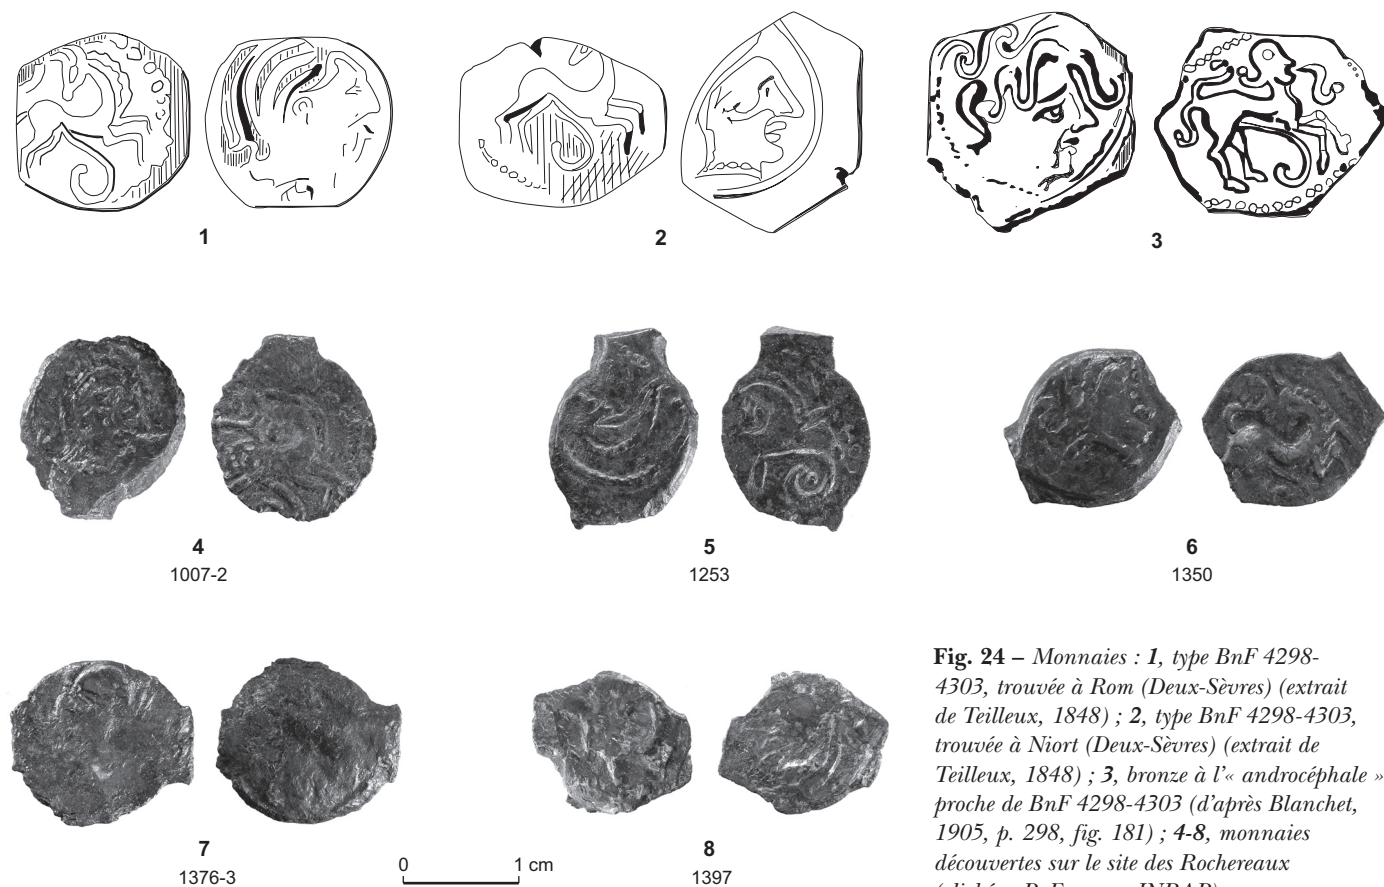 1
2
3
4
1007-2
5
1253
6
1350
7
1376-3
0 1 cm
8
1397
Fig. 24 – Monnaies : 1, type BnF 4298-
4303, trouvée à Rom (Deux-Sèvres) (extrait
de Teilleux, 1848) ; 2, type BnF 4298-4303,
trouvée à Niort (Deux-Sèvres) (extrait de
Teilleux, 1848) ; 3, bronze à l'« androcéphale »
proche de BnF 4298-4303 (d'après Blanchet,
1905, p. 298, fig. 181) ; 4-8, monnaies
découvertes sur le site des Rochereaux